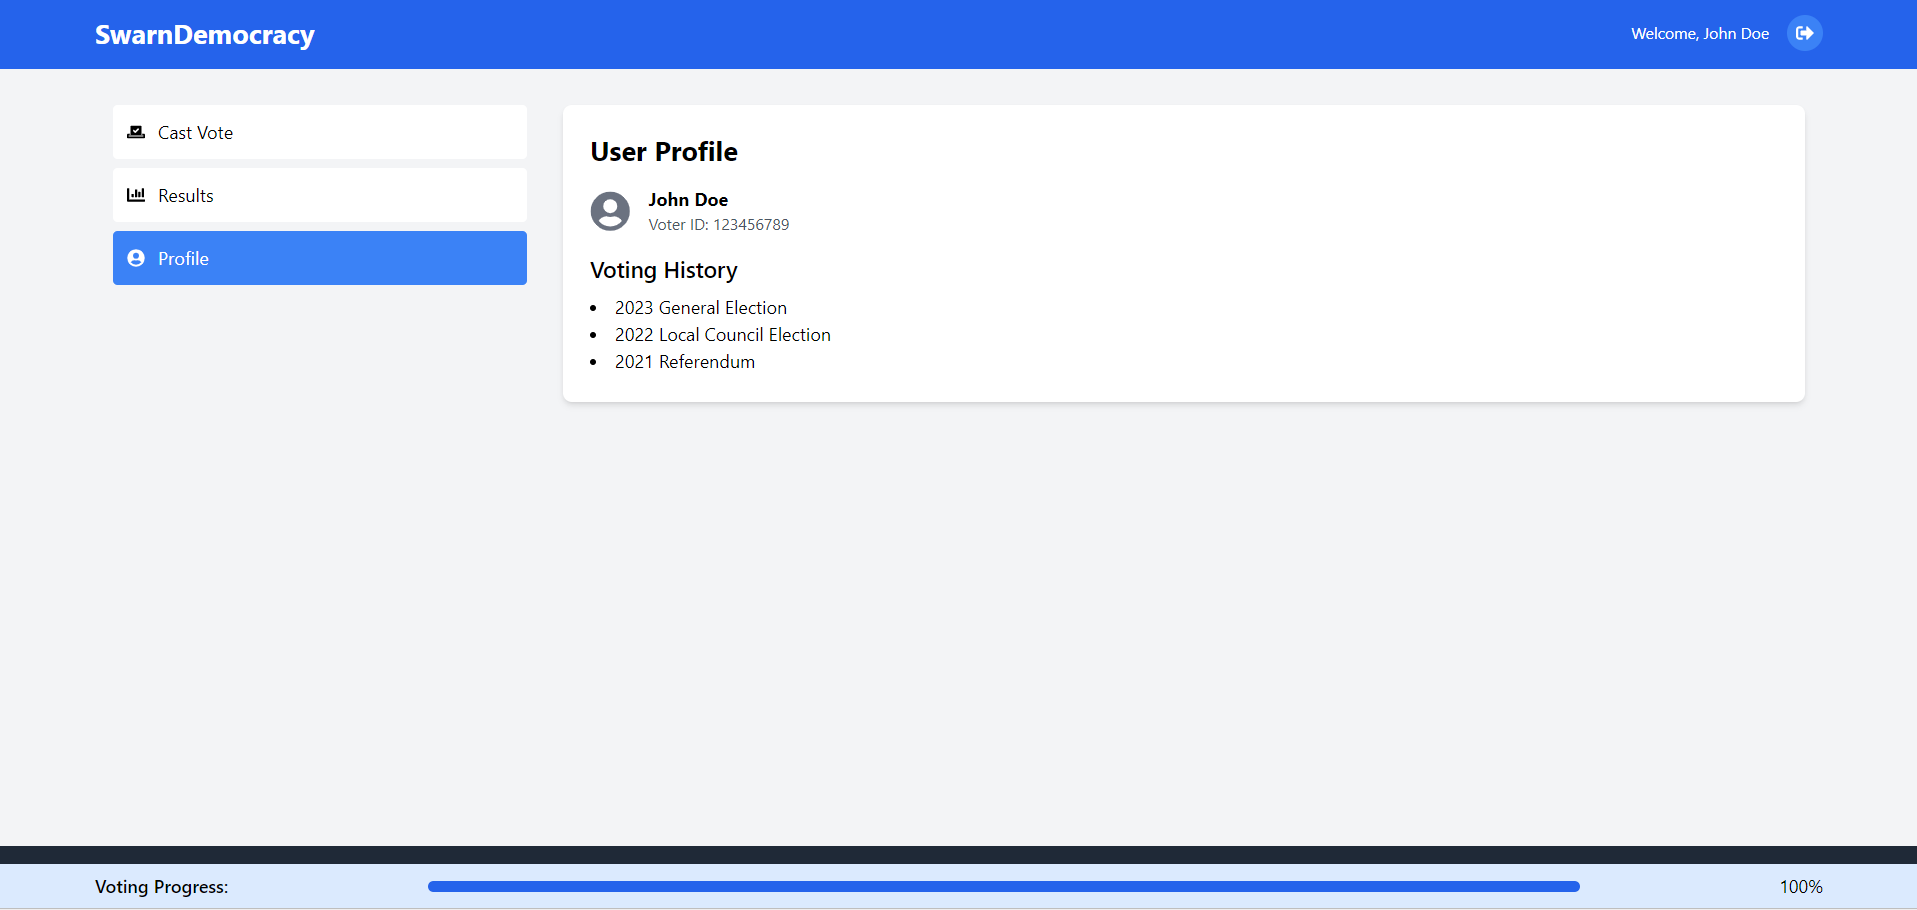 SwarnDemocracy
Welcome, John Doe
Cast Vote
Results
Profile
User Profile
John Doe
Voter ID: 123456789
Voting History
2023 General Election
2022 Local Council Election
2021 Referendum
Voting Progress:
100%